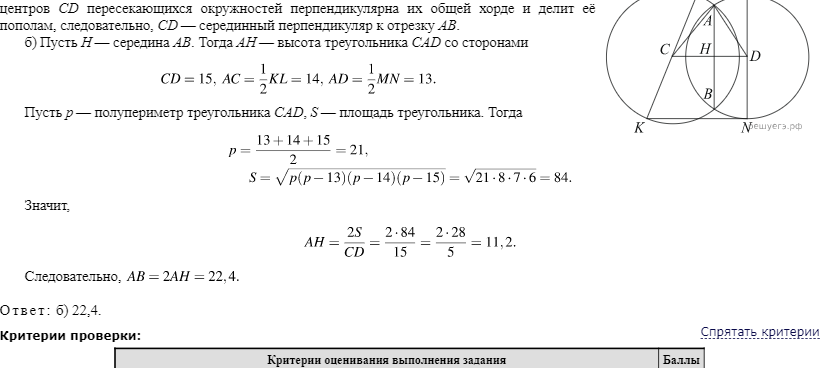 центров CD пересекающихся окружностей перпендикулярна их общей хорде и делит её
пополам, следовательно, CD — серединный перпендикуляр к отрезку AB.
б) Пусть H — середина AB. Тогда AH — высота треугольника CAD со сторонами
CD = 15, AC = \frac{1}{2}KL = 14, AD = \frac{1}{2}MN = 13.
Пусть p — полупериметр треугольника CAD, S — площадь треугольника. Тогда
p = \frac{13 + 14 + 15}{2} = 21,
S = \sqrt{p(p − 13)(p − 14)(p − 15)} = \sqrt{21 · 8 · 7 · 6} = 84.
Значит,
AH = \frac{2S}{CD} = \frac{2 · 84}{15} = \frac{2 · 28}{5} = 11,2.
Следовательно, AB = 2AH = 22,4.
Ответ: б) 22,4.
Критерии проверки:
Спрятать критерии
Критерии оценивания выполнения задания Баллы
A
C H D
B
K N
решуегэ.рф